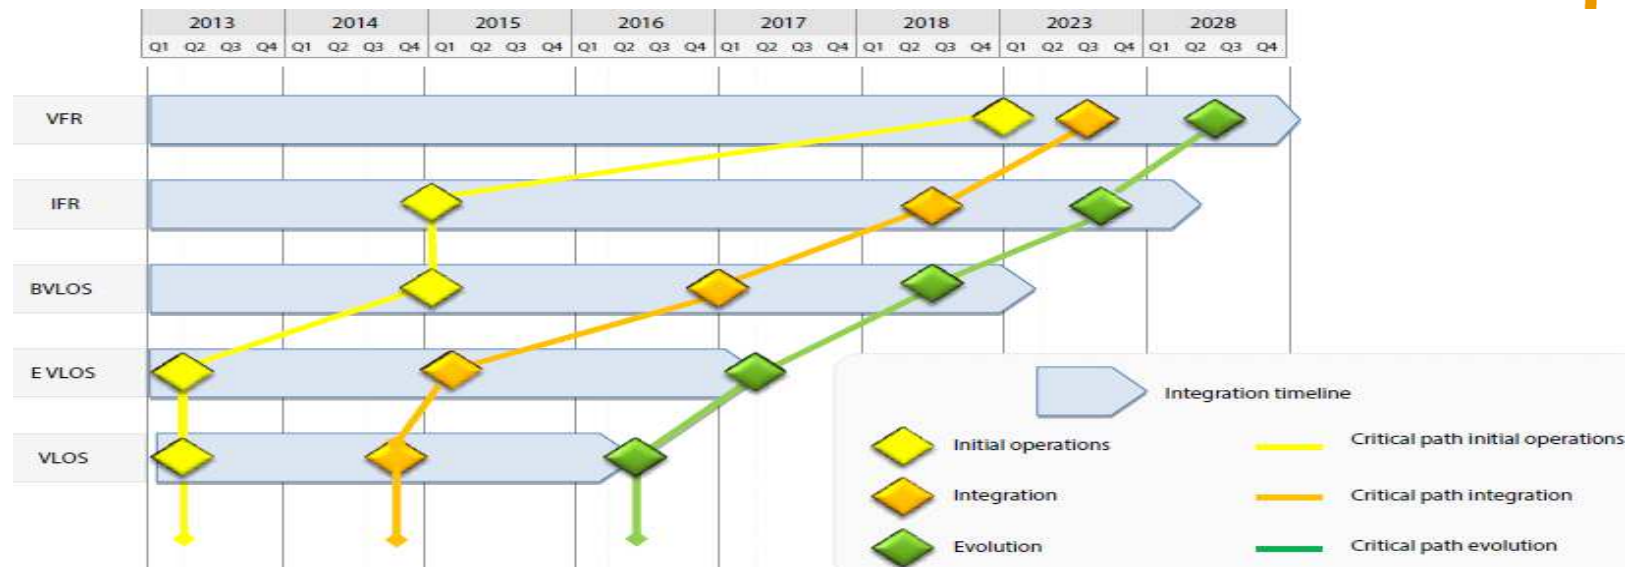 2013 2014 2015 2016 2017 2018 2023 2028
Q1 Q2 Q3 Q4 Q1 Q2 Q3 Q4 Q1 Q2 Q3 Q4 Q1 Q2 Q3 Q4 Q1 Q2 Q3 Q4 Q1 Q2 Q3 Q4 Q1 Q2 Q3 Q4 Q1 Q2 Q3 Q4
VFR
IFR
BVLOS
E VLOS
VLOS
Integration timeline
Initial operations Critical path initial operations
Integration Critical path integration
Evolution Critical path evolution